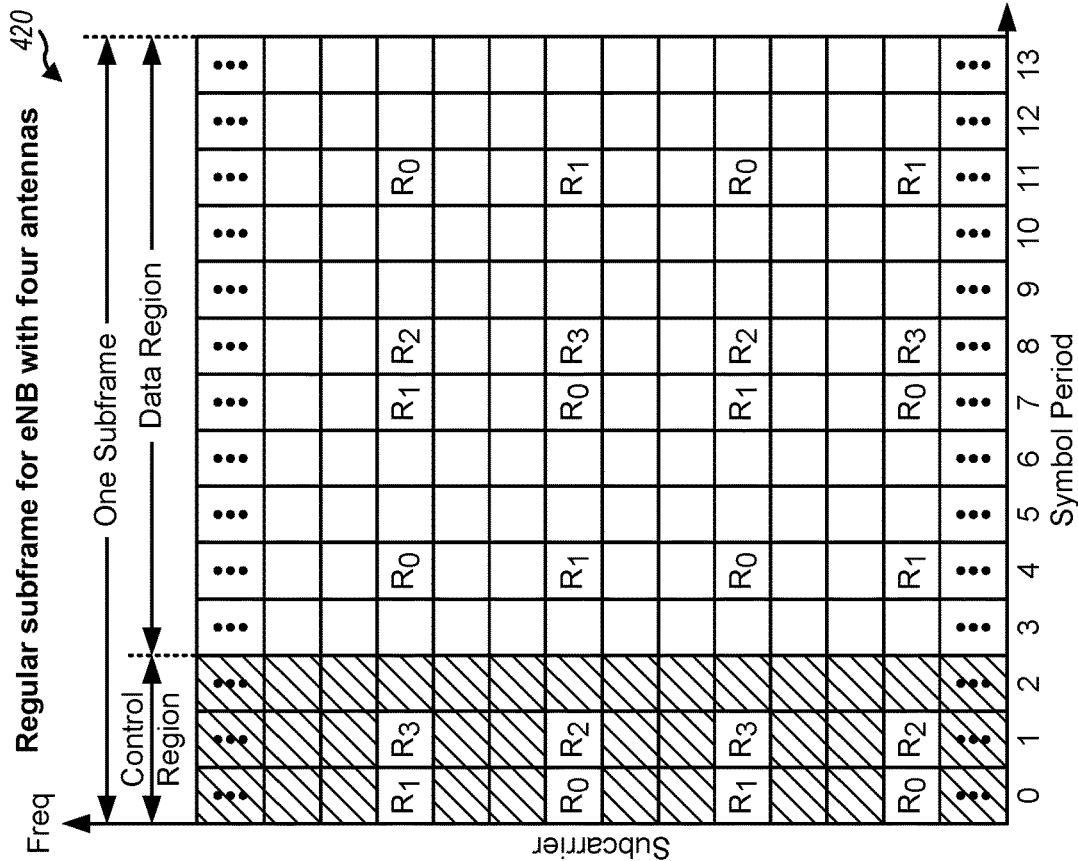 Regular subframe for eNB with four antennas
420
Freq
One Subframe
Control
Region
Data Region
R1 R3 R0 R1 R2 R0
R0 R2 R1 R0 R3 R1
R1 R3 R0 R1 R2 R0
R0 R2 R1 R0 R3 R1
Subcarrier
0 1 2 3 4 5 6 7 8 9 10 11 12 13
Symbol Period